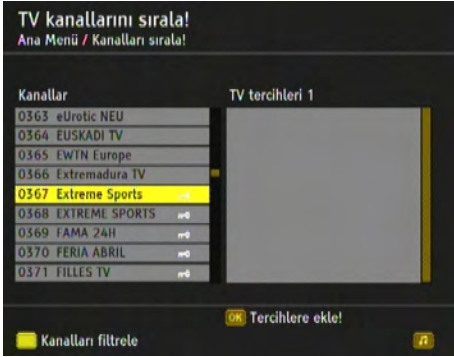 TV kanallarını sırala!
Ana Menü / Kanalları sırala!
Kanallar
TV tercihleri 1
0363 eUrotic NEU
0364 EUSKADI TV
0365 EWTN Europe
0366 Extremadura TV
0367 Extreme Sports
0368 EXTREME SPORTS
0369 FAMA 24H
0370 FERIA ABRIL
0371 FILLES TV
OK Tercihlere ekle!
Kanalları filtrele